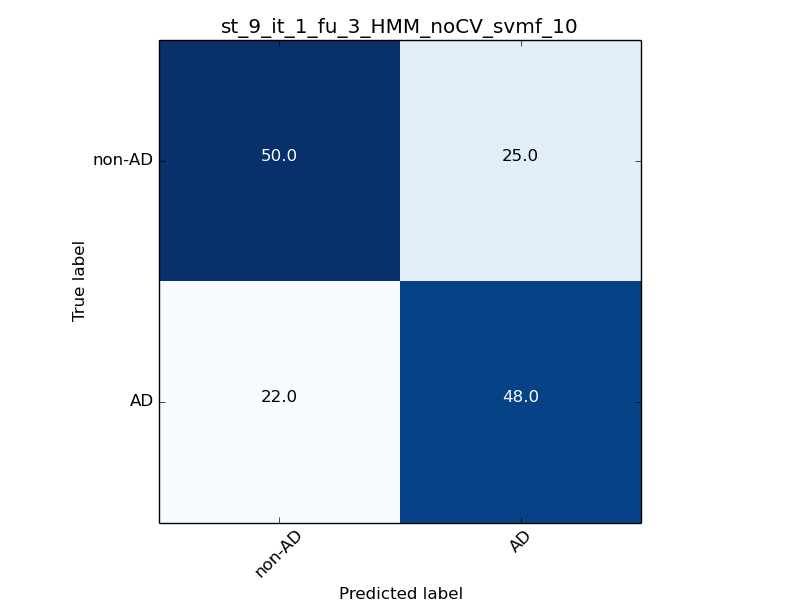 st_9_it_1_fu_3_HMM_noCV_svmf_10
non-AD
50.0
25.0
True label
AD
22.0
48.0
non-AD
AD
Predicted label